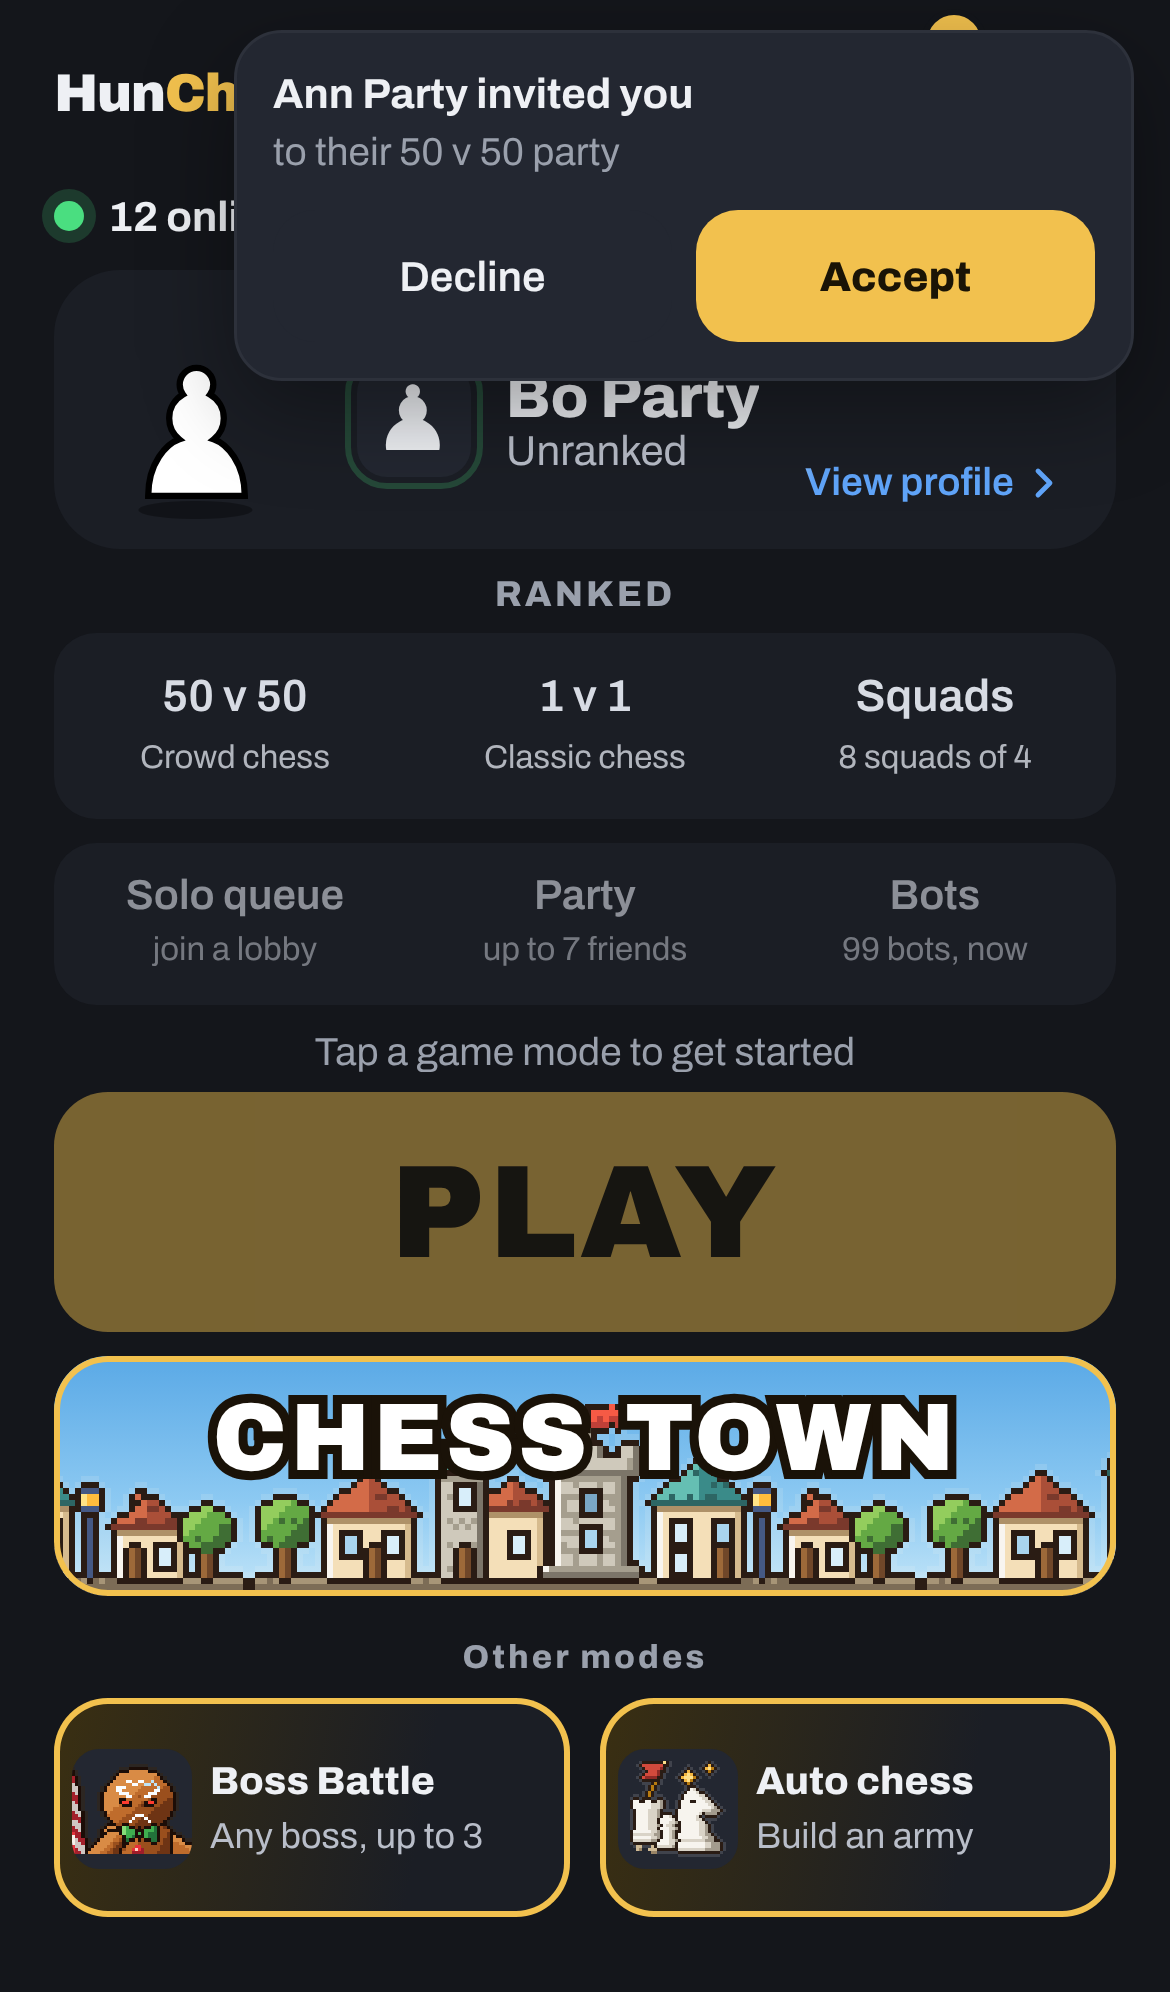 HunCh
Ann Party invited you
to their 50 v 50 party
12 onli
Decline
Accept
Bo Party
Unranked
View profile
RANKED
50 v 50
1 v 1
Squads
Crowd chess
Classic chess
8 squads of 4
Solo queue
Party
Bots
join a lobby
up to 7 friends
99 bots, now
Tap a game mode to get started
PLAY
CHESS TOWN
Other modes
Boss Battle
Any boss, up to 3
Auto chess
Build an army